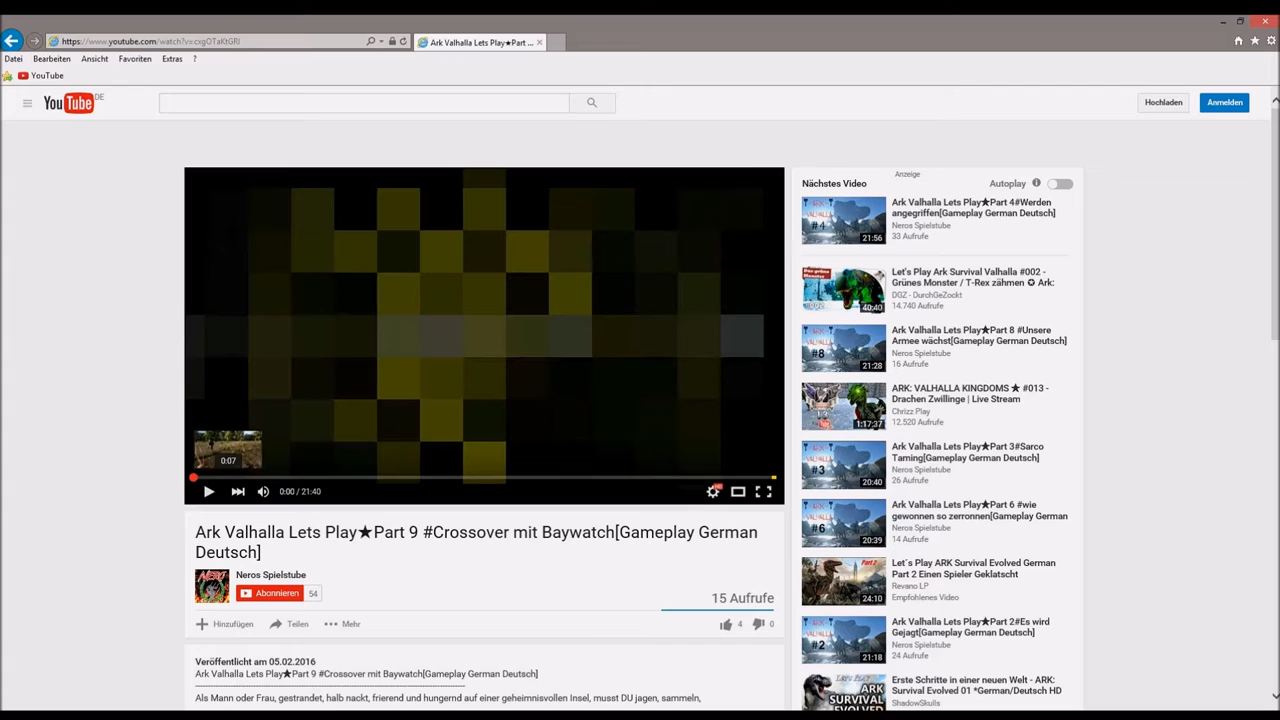 https://www.youtube.com/watch?v=cxgOTaKtGRI
Ark Valhalla Lets Play★Part ...
Datei Bearbeiten Ansicht Favoriten Extras ?
YouTube
YouTube DE
Hochladen
Anmelden
Anzeige
Nächstes Video
Autoplay
Ark Valhalla Lets Play★Part 4#Werden
angegriffen[Gameplay German Deutsch]
Neros Spielstube
33 Aufrufe
#4
21:56
Let's Play Ark Survival Valhalla #002 -
Grünes Monster / T-Rex zähmen ✪ Ark:
DGZ - DurchGeZockt
14.740 Aufrufe
40:40
Ark Valhalla Lets Play★Part 8 #Unsere
Armee wächst[Gameplay German Deutsch]
Neros Spielstube
16 Aufrufe
#8
21:28
ARK: VALHALLA KINGDOMS ★ #013 -
Drachen Zwillinge | Live Stream
Chrizz Play
12.520 Aufrufe
1:17:37
Ark Valhalla Lets Play★Part 3#Sarco
Taming[Gameplay German Deutsch]
Neros Spielstube
26 Aufrufe
#3
20:40
Ark Valhalla Lets Play★Part 6 #wie
gewonnen so zerronnen[Gameplay German
Neros Spielstube
14 Aufrufe
#6
20:39
Let´s Play ARK Survival Evolved German
Part 2 Einen Spieler Geklatscht
Revano LP
Empfohlenes Video
Part 2
24:10
Ark Valhalla Lets Play★Part 2#Es wird
Gejagt[Gameplay German Deutsch]
Neros Spielstube
24 Aufrufe
#2
21:18
Erste Schritte in einer neuen Welt - ARK:
Survival Evolved 01 *German/Deutsch HD
ShadowSkulls
ARK
SURVIVAL
EVOLVED
0:07
0:00 / 21:40
Ark Valhalla Lets Play★Part 9 #Crossover mit Baywatch[Gameplay German
Deutsch]
NERO
Neros Spielstube
Abonnieren 54
15 Aufrufe
Hinzufügen Teilen Mehr
4 0
Veröffentlicht am 05.02.2016
Ark Valhalla Lets Play★Part 9 #Crossover mit Baywatch[Gameplay German Deutsch]
Als Mann oder Frau, gestrandet, halb nackt, frierend und hungernd auf einer geheimnisvollen Insel, musst DU jagen, sammeln,